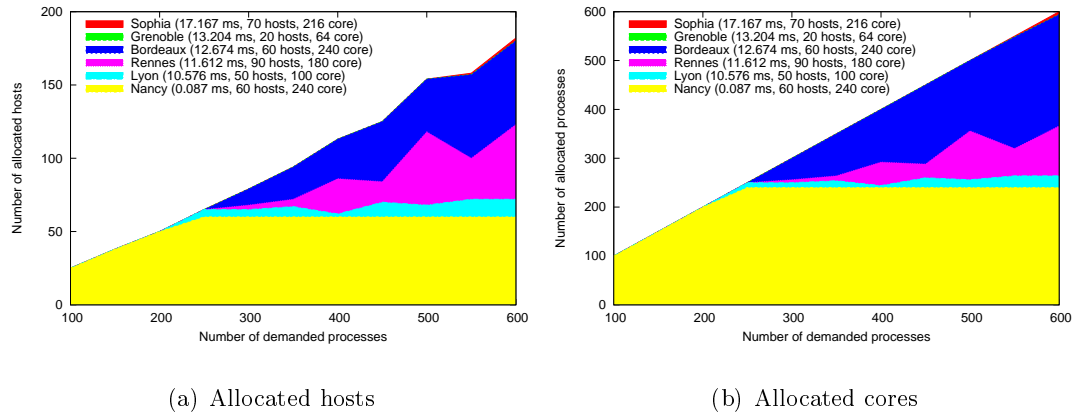 200
150
100
50
0
Number of allocated hosts
Sophia (17.167 ms, 70 hosts, 216 core)
Grenoble (13.204 ms, 20 hosts, 64 core)
Bordeaux (12.674 ms, 60 hosts, 240 core)
Rennes (11.612 ms, 90 hosts, 180 core)
Lyon (10.576 ms, 50 hosts, 100 core)
Nancy (0.087 ms, 60 hosts, 240 core)
100 200 300 400 500 600
Number of demanded processes
(a) Allocated hosts
600
500
400
300
200
100
0
Number of allocated processes
Sophia (17.167 ms, 70 hosts, 216 core)
Grenoble (13.204 ms, 20 hosts, 64 core)
Bordeaux (12.674 ms, 60 hosts, 240 core)
Rennes (11.612 ms, 90 hosts, 180 core)
Lyon (10.576 ms, 50 hosts, 100 core)
Nancy (0.087 ms, 60 hosts, 240 core)
100 200 300 400 500 600
Number of demanded processes
(b) Allocated cores